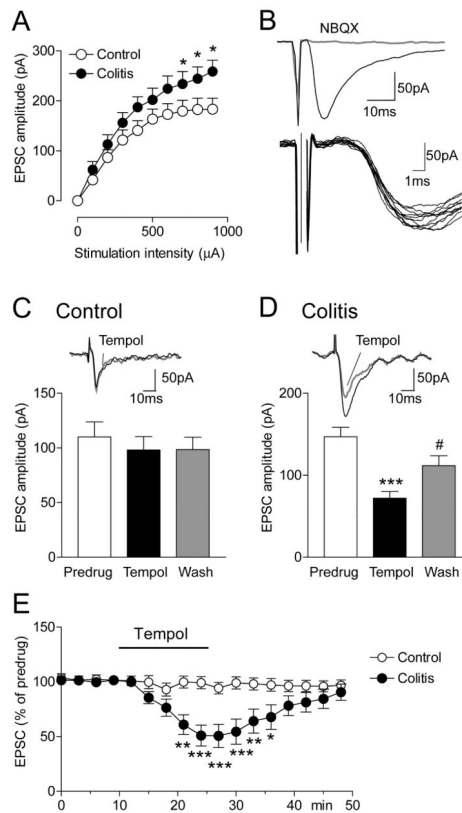 A
EPSC amplitude (pA)
300
200
100
0
Control
Colitis
* * *
0 500 1000
Stimulation intensity (μA)
B
NBQX
50pA
10ms
50pA
1ms
C Control
Tempol
50pA
10ms
EPSC amplitude (pA)
150
100
50
0
Predrug Tempol Wash
D Colitis
Tempol
50pA
10ms
EPSC amplitude (pA)
200
100
0
***
#
Predrug Tempol Wash
E
EPSC (% of predrug)
150
100
50
0
Tempol
Control
Colitis
** *** *** *** ** *
0 10 20 30 40 min 50